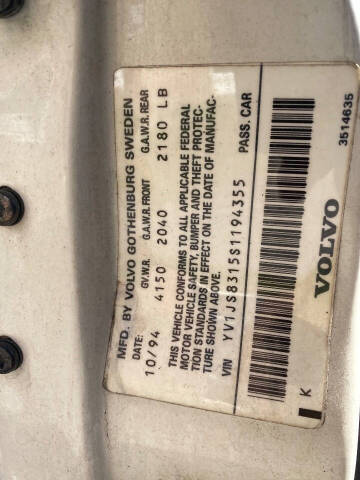 MFD. BY VOLVO GOTHENBURG SWEDEN
DATE: G.V.W.R G.A.W.R. FRONT G.A.W.R. REAR
10/94 4150 2040 2180 LB
THIS VEHICLE CONFORMS TO ALL APPLICABLE FEDERAL
MOTOR VEHICLE SAFETY, BUMPER AND THEFT PROTEC-
TION STANDARDS IN EFFECT ON THE DATE OF MANUFAC-
TURE SHOWN ABOVE.
VIN YV1JS8315S1194355 PASS. CAR
K VOLVO 3514635